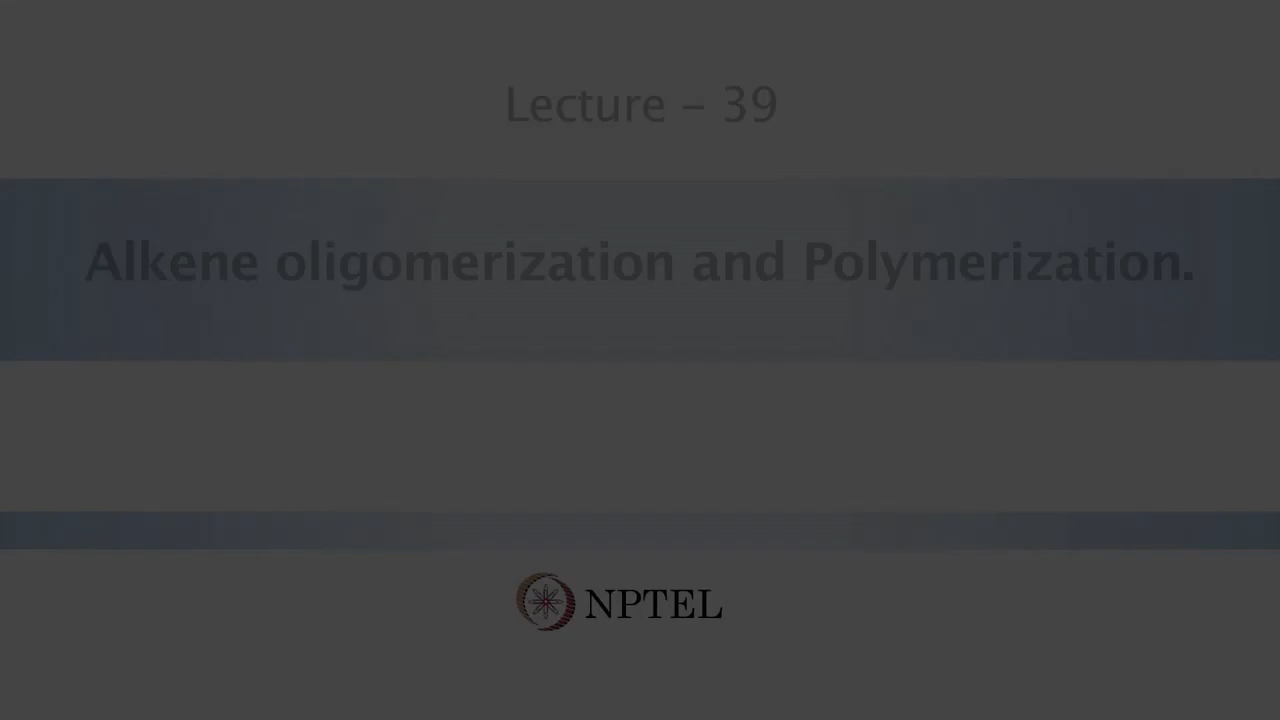 Lecture – 39
Alkene oligomerization and Polymerization.
NPTEL